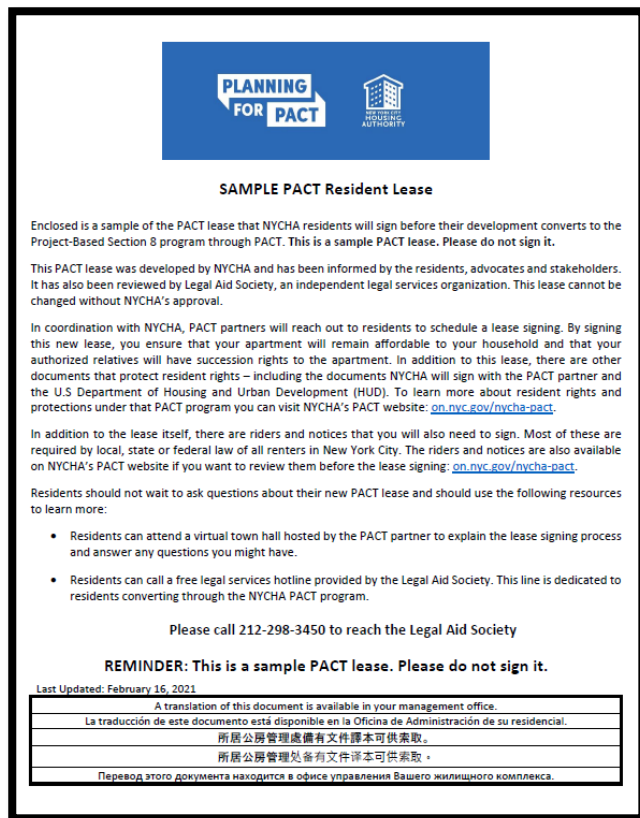 PLANNING
FOR PACT
NEW YORK CITY
HOUSING
AUTHORITY
SAMPLE PACT Resident Lease
Enclosed is a sample of the PACT lease that NYCHA residents will sign before their development converts to the
Project-Based Section 8 program through PACT. This is a sample PACT lease. Please do not sign it.
This PACT lease was developed by NYCHA and has been informed by the residents, advocates and stakeholders.
It has also been reviewed by Legal Aid Society, an independent legal services organization. This lease cannot be
changed without NYCHA's approval.
In coordination with NYCHA, PACT partners will reach out to residents to schedule a lease signing. By signing
this new lease, you ensure that your apartment will remain affordable to your household and that your
authorized relatives will have succession rights to the apartment. In addition to this lease, there are other
documents that protect resident rights – including the documents NYCHA will sign with the PACT partner and
the U.S Department of Housing and Urban Development (HUD). To learn more about resident rights and
protections under that PACT program you can visit NYCHA's PACT website: on.nyc.gov/nycha-pact.
In addition to the lease itself, there are riders and notices that you will also need to sign. Most of these are
required by local, state or federal law of all renters in New York City. The riders and notices are also available
on NYCHA's PACT website if you want to review them before the lease signing: on.nyc.gov/nycha-pact.
Residents should not wait to ask questions about their new PACT lease and should use the following resources
to learn more:
• Residents can attend a virtual town hall hosted by the PACT partner to explain the lease signing process
and answer any questions you might have.
• Residents can call a free legal services hotline provided by the Legal Aid Society. This line is dedicated to
residents converting through the NYCHA PACT program.
Please call 212-298-3450 to reach the Legal Aid Society
REMINDER: This is a sample PACT lease. Please do not sign it.
Last Updated: February 16, 2021
A translation of this document is available in your management office.
La traducción de este documento está disponible en la Oficina de Administración de su residencial.
所居公房管理處備有文件譯本可供索取。
所居公房管理处备有文件译本可供索取。
Перевод этого документа находится в офисе управления Вашего жилищного комплекса.